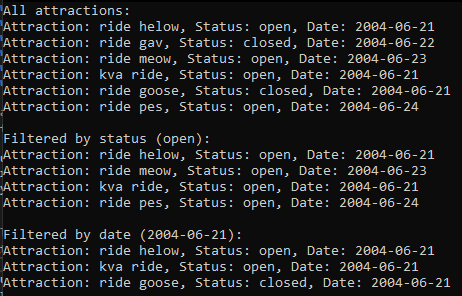 All attractions:
Attraction: ride helow, Status: open, Date: 2004-06-21
Attraction: ride gav, Status: closed, Date: 2004-06-22
Attraction: ride meow, Status: open, Date: 2004-06-23
Attraction: kva ride, Status: open, Date: 2004-06-21
Attraction: ride goose, Status: closed, Date: 2004-06-21
Attraction: ride pes, Status: open, Date: 2004-06-24

Filtered by status (open):
Attraction: ride helow, Status: open, Date: 2004-06-21
Attraction: ride meow, Status: open, Date: 2004-06-23
Attraction: kva ride, Status: open, Date: 2004-06-21
Attraction: ride pes, Status: open, Date: 2004-06-24

Filtered by date (2004-06-21):
Attraction: ride helow, Status: open, Date: 2004-06-21
Attraction: kva ride, Status: open, Date: 2004-06-21
Attraction: ride goose, Status: closed, Date: 2004-06-21